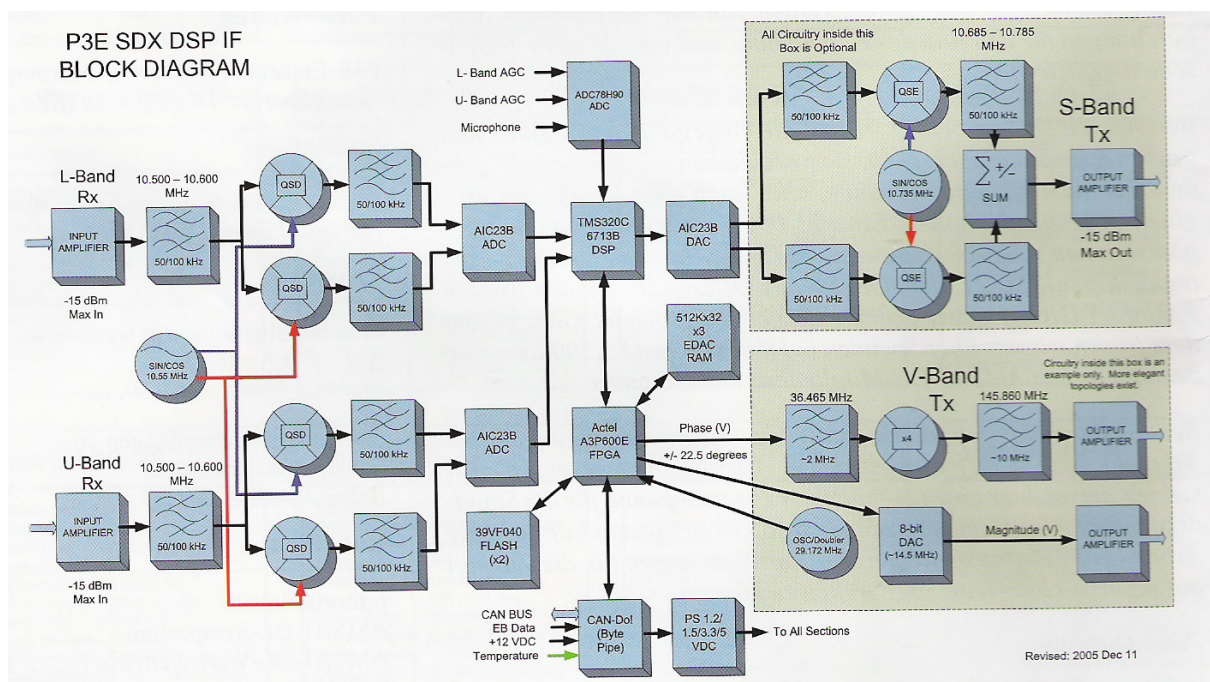 P3E SDX DSP IF
BLOCK DIAGRAM
L- Band AGC
U- Band AGC
Microphone
ADC78H90
ADC
All Circuitry inside this
Box is Optional
10.685 – 10.785
MHz
50/100 kHz
QSE
50/100 kHz
S-Band
Tx
SIN/COS
10.735 MHz
Σ +/-
SUM
OUTPUT
AMPLIFIER
-15 dBm
Max Out
50/100 kHz
QSE
50/100 kHz
L-Band
Rx
10.500 – 10.600
MHz
INPUT
AMPLIFIER
50/100 kHz
-15 dBm
Max In
QSD
50/100 kHz
QSD
50/100 kHz
AIC23B
ADC
TMS320C
6713B
DSP
AIC23B
DAC
SIN/COS
10.55 MHz
512Kx32
x3
EDAC
RAM
U-Band
Rx
10.500 – 10.600
MHz
INPUT
AMPLIFIER
50/100 kHz
-15 dBm
Max In
QSD
50/100 kHz
QSD
50/100 kHz
AIC23B
ADC
Actel
A3P600E
FPGA
Phase (V)
+/- 22.5 degrees
V-Band
Tx
Circuitry inside this box is an
example only. More elegant
topologies exist.
36.465 MHz
~2 MHz
x4
145.860 MHz
~10 MHz
OUTPUT
AMPLIFIER
OSC/Doubler
29.172 MHz
8-bit
DAC
(~14.5 MHz)
Magnitude (V)
OUTPUT
AMPLIFIER
39VF040
FLASH
(x2)
CAN BUS
EB Data
+12 VDC
Temperature
CAN-Do!
(Byte
Pipe)
PS 1.2/
1.5/3.3/5
VDC
To All Sections
Revised: 2005 Dec 11